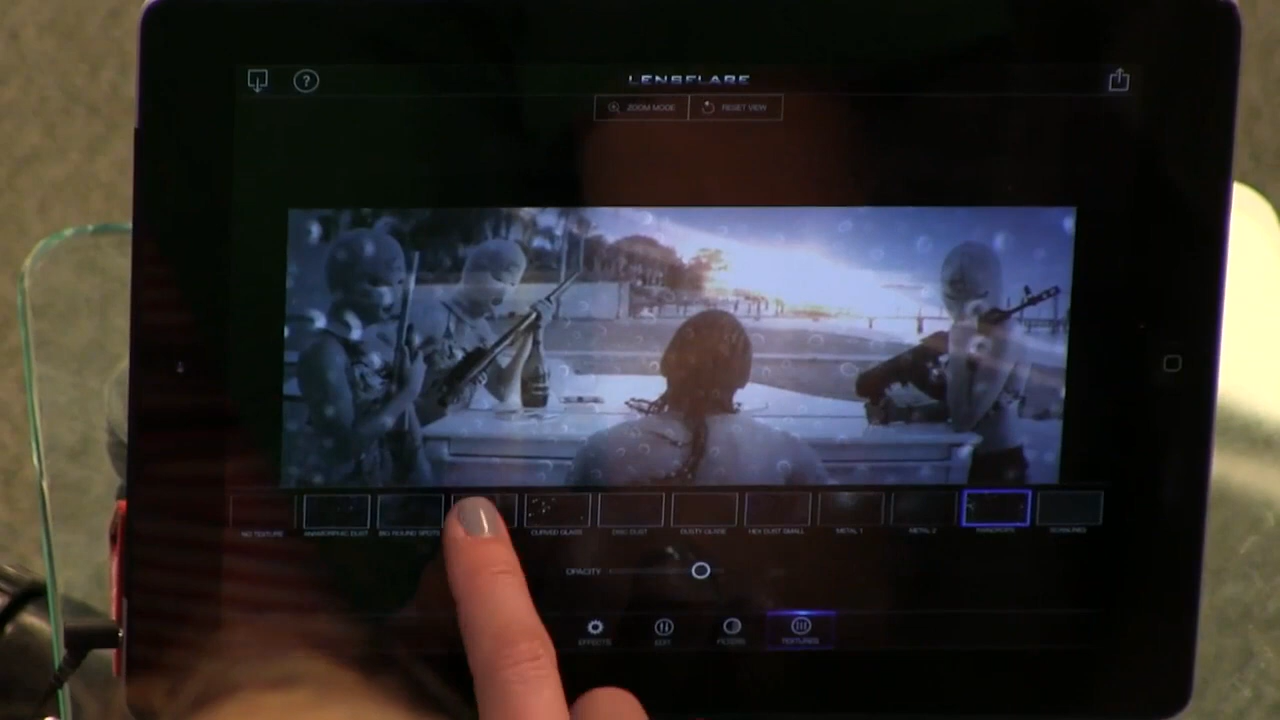 ?
LENSFLARE
ZOOM MODE
RESET VIEW
NO TEXTURE
ANAMORPHIC DUST
BIG ROUND SPOTS
CURVED GLASS
DISC DUST
DUSTY GLASS
HEX DUST SMALL
METAL 1
METAL 2
RAINDROPS
SCANLINES
OPACITY
EFFECTS
EDIT
FILTERS
TEXTURES